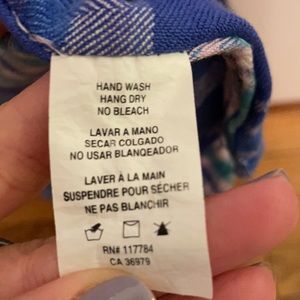 HAND WASH
HANG DRY
NO BLEACH
LAVAR A MANO
SECAR COLGADO
NO USAR BLANQEADOR
LAVER À LA MAIN
SUSPENDRE POUR SÉCHER
NE PAS BLANCHIR
RN# 117784
CA 36979